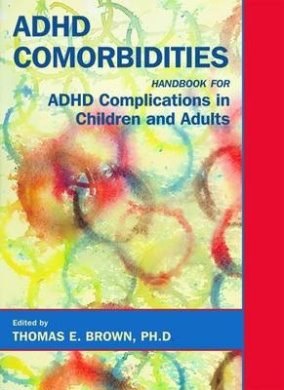 ADHD
COMORBIDITIES
HANDBOOK FOR
ADHD Complications in
Children and Adults
Edited by
THOMAS E. BROWN, PH.D